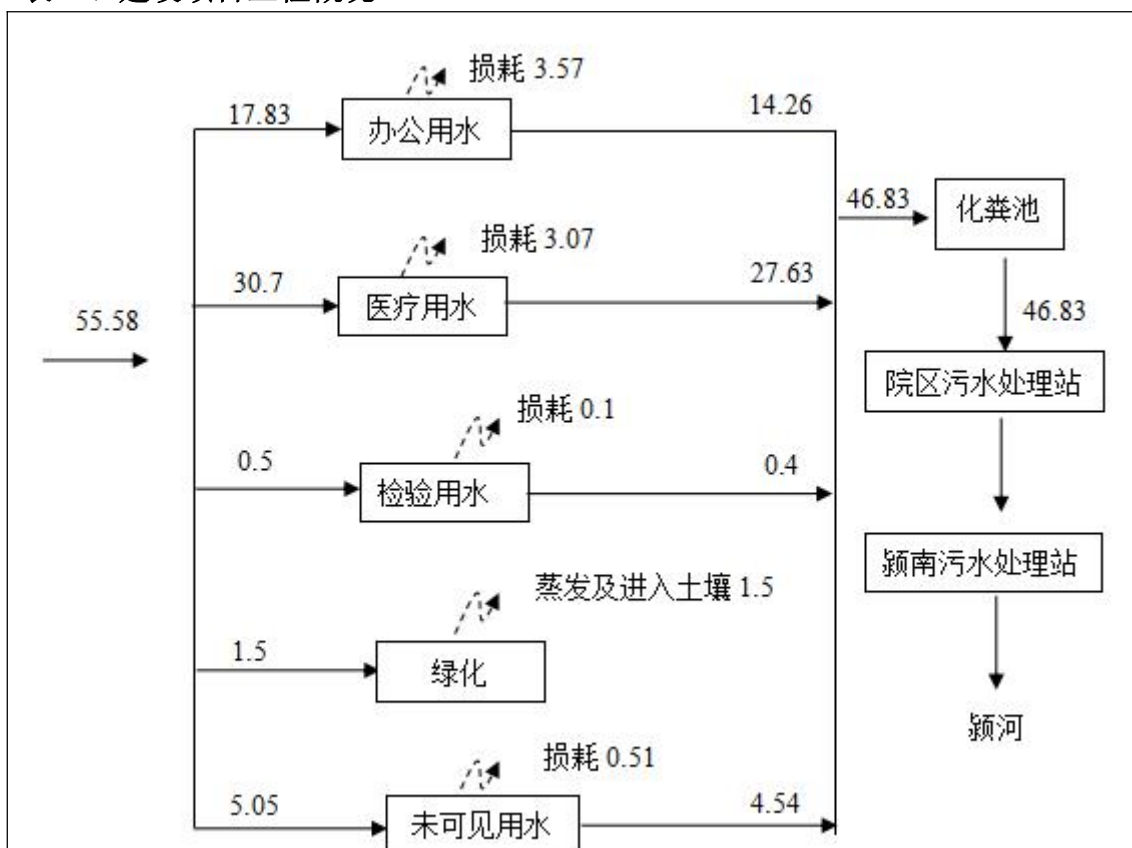 损耗 3.57
17.83
办公用水
14.26
46.83
化粪池
损耗 3.07
30.7
医疗用水
27.63
55.58
46.83
院区污水处理站
损耗 0.1
0.5
检验用水
0.4
颍南污水处理站
蒸发及进入土壤 1.5
1.5
绿化
颍河
损耗 0.51
5.05
未可见用水
4.54